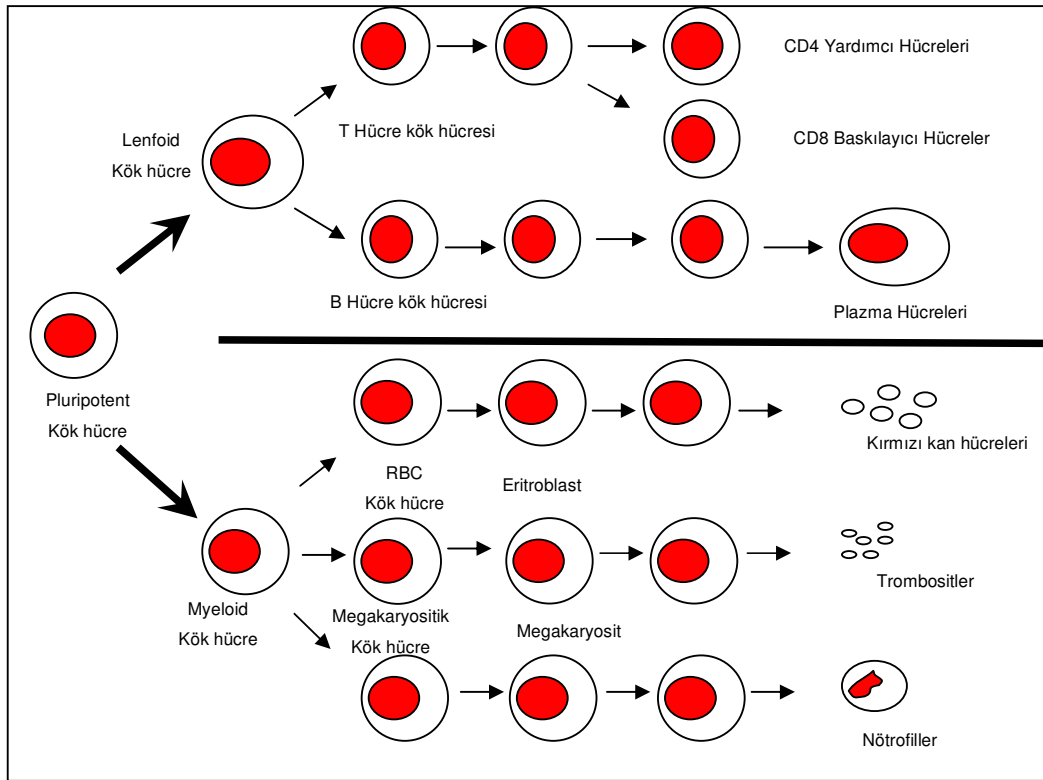 CD4 Yardımcı Hücreleri
T Hücre kök hücresi
Lenfoid
Kök hücre
CD8 Baskılayıcı Hücreler
B Hücre kök hücresi
Plazma Hücreleri
Pluripotent
Kök hücre
Kırmızı kan hücreleri
RBC
Kök hücre
Eritroblast
Myeloid
Kök hücre
Megakaryositik
Kök hücre
Megakaryosit
Trombositler
Nötrofiller